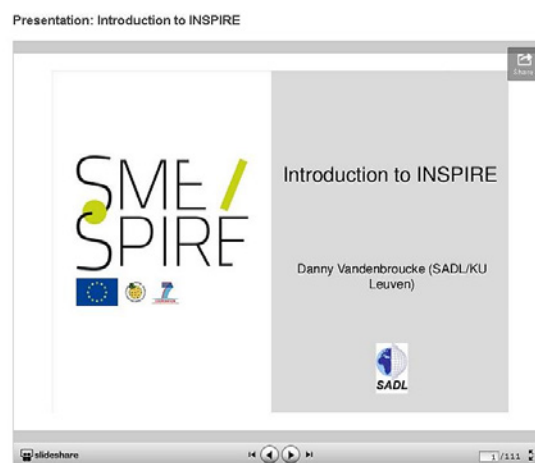 Presentation: Introduction to INSPIRE
Share
SME/
SPIRE
Introduction to INSPIRE
Danny Vandenbroucke (SADL/KU
Leuven)
7
SADL
slideshare
1 /111